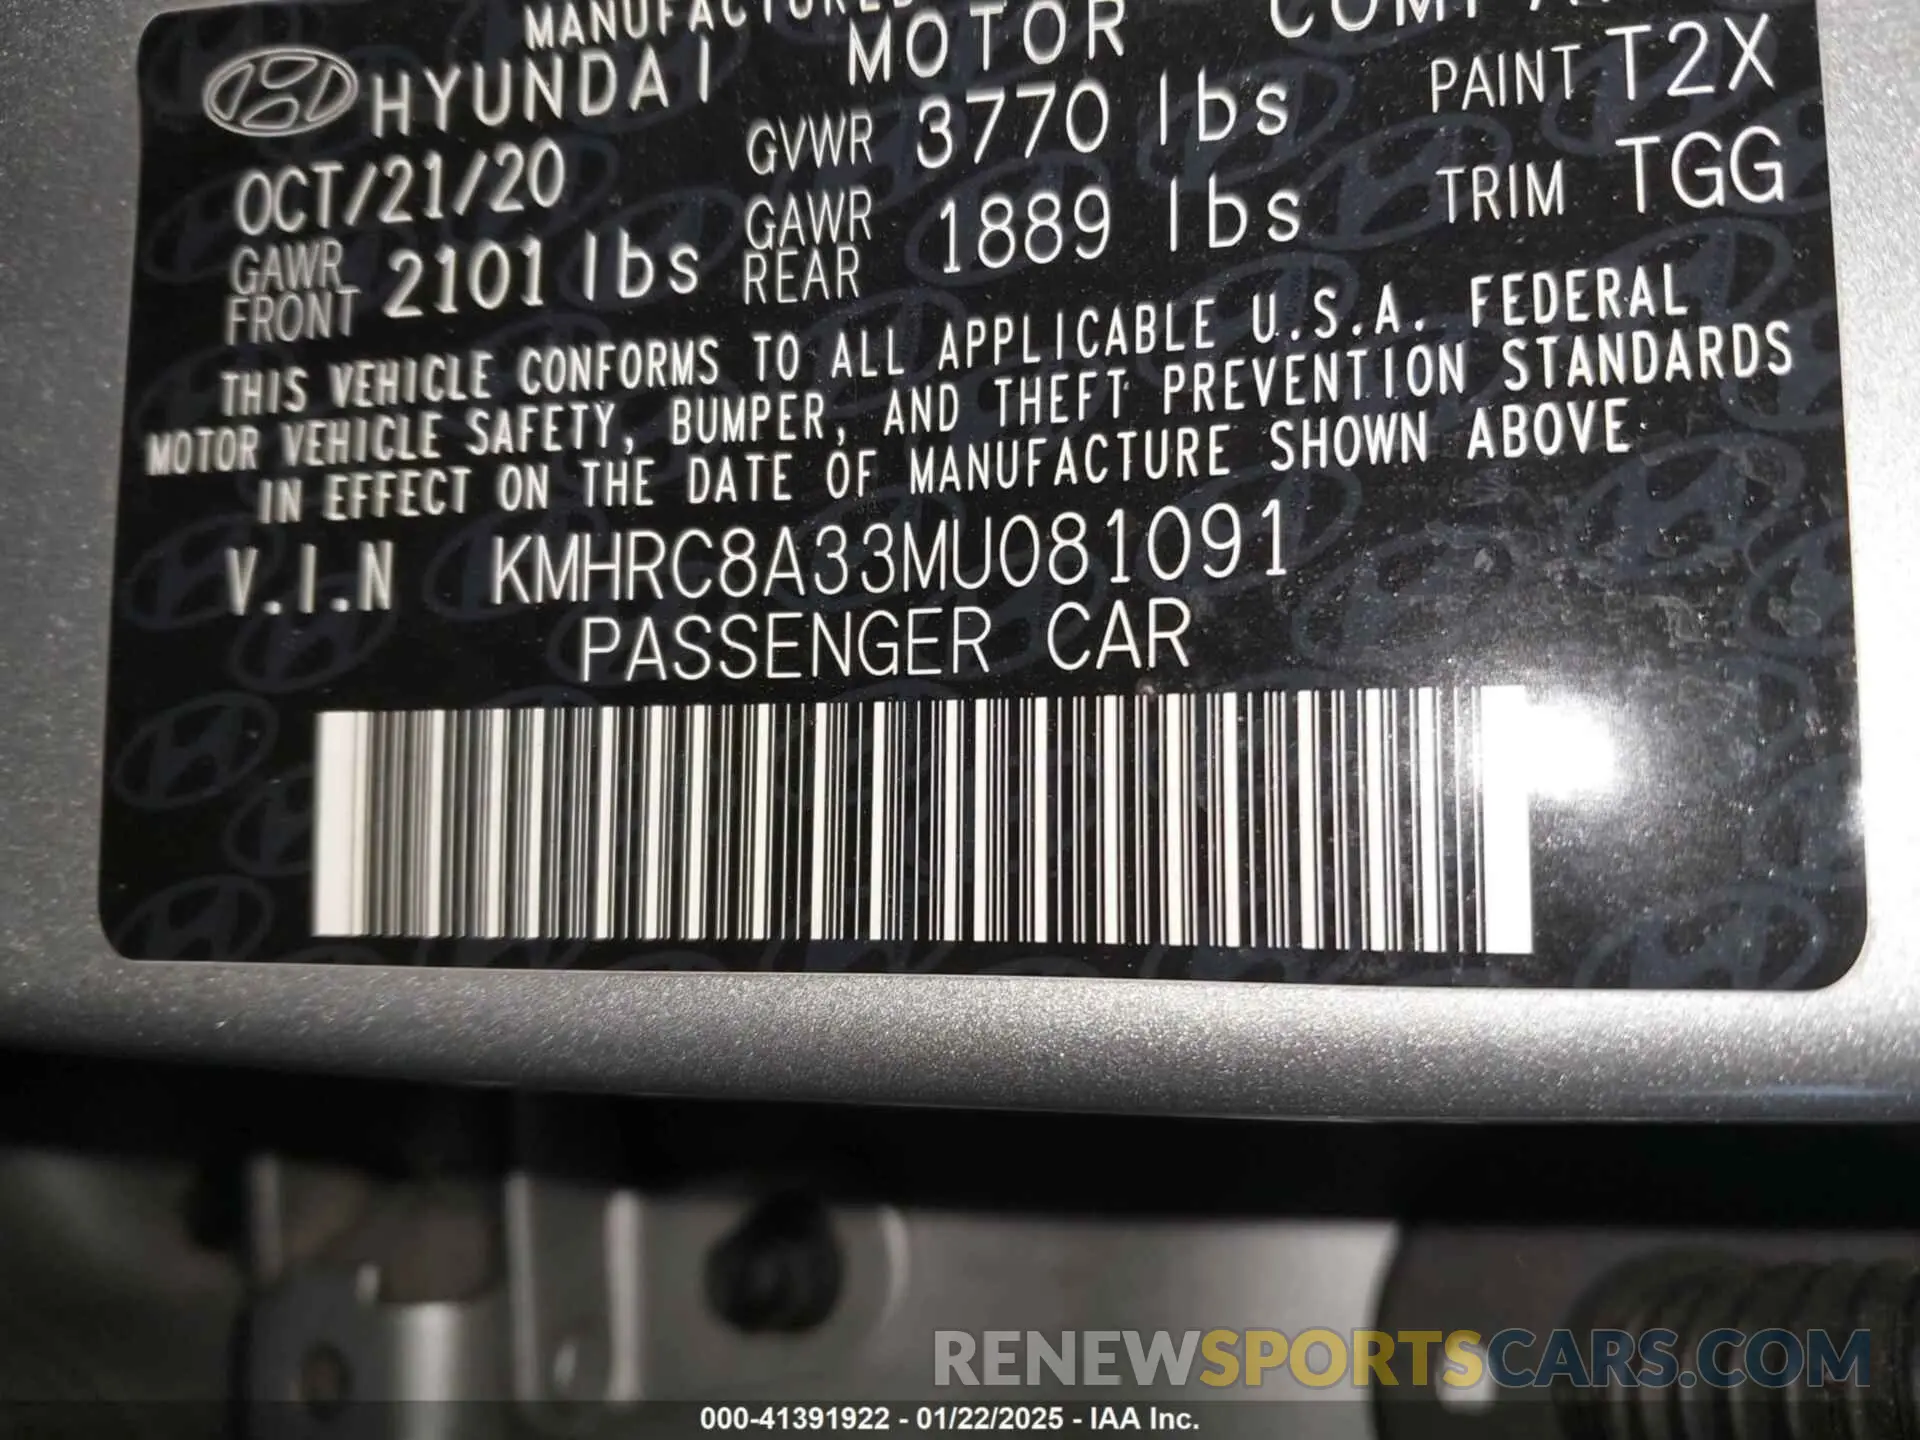 MANUFACTURED
HYUNDAI MOTOR
OCT/21/20 GVWR 3770 lbs PAINT T2X
GAWR FRONT 2101 lbs GAWR REAR 1889 lbs TRIM TGG
THIS VEHICLE CONFORMS TO ALL APPLICABLE U.S.A. FEDERAL
MOTOR VEHICLE SAFETY, BUMPER, AND THEFT PREVENTION STANDARDS
IN EFFECT ON THE DATE OF MANUFACTURE SHOWN ABOVE
V.I.N KMHRC8A33MU081091
PASSENGER CAR
RENEWSPORTSCARS.COM
000-41391922 - 01/22/2025 - IAA Inc.